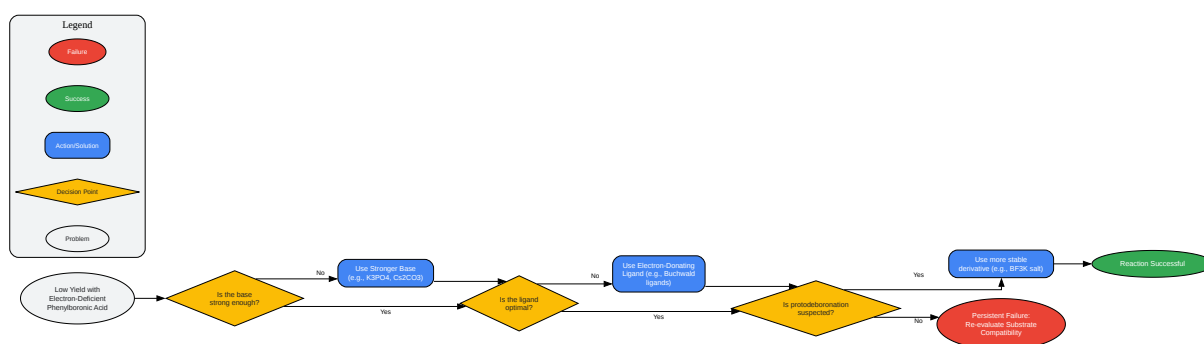 Legend
Failure
Success
Action/Solution
Decision Point
Problem
Low Yield with
Electron-Deficient
Phenylboronic Acid
Is the base
strong enough?
No
Yes
Use Stronger Base
(e.g., K3PO4, Cs2CO3)
Is the ligand
optimal?
No
Yes
Use Electron-Donating
Ligand (e.g., Buchwald
ligands)
Is protodeboronation
suspected?
Yes
No
Use more stable
derivative (e.g., BF3K salt)
Persistent Failure:
Re-evaluate Substrate
Compatibility
Reaction Successful